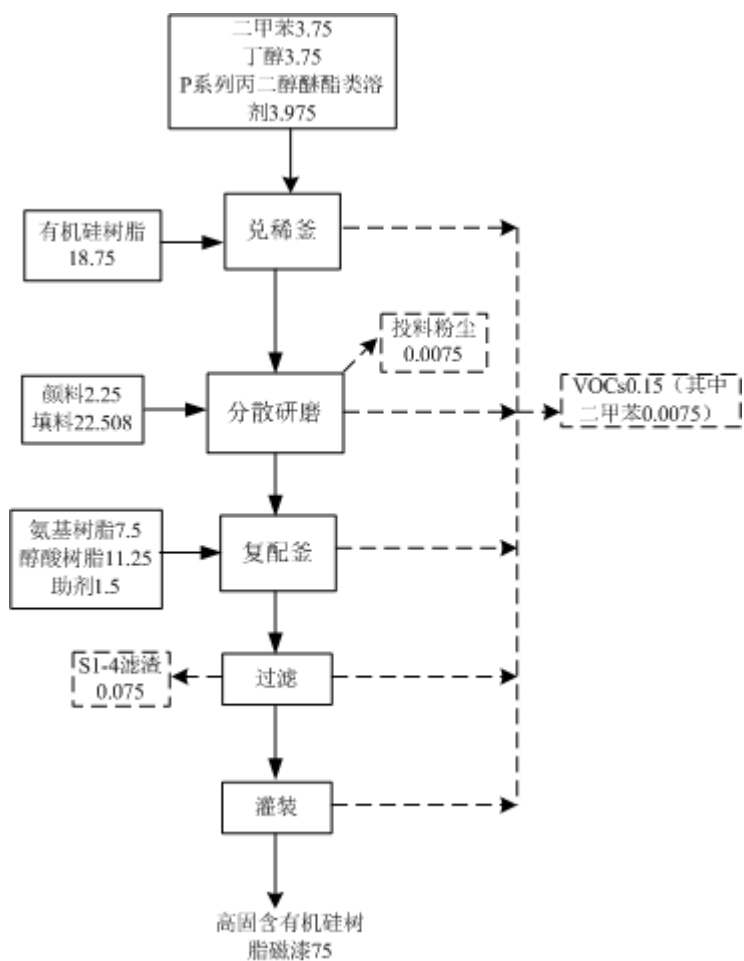 二甲苯3.75
丁醇3.75
P系列丙二醇醚酯类溶
剂3.975
兑稀釜
有机硅树脂
18.75
投料粉尘
0.0075
颜料2.25
填料22.508
分散研磨
VOCs0.15（其中
二甲苯0.0075）
氨基树脂7.5
醇酸树脂11.25
助剂1.5
复配釜
S1-4滤渣
0.075
过滤
灌装
高固含有机硅树
脂磁漆75